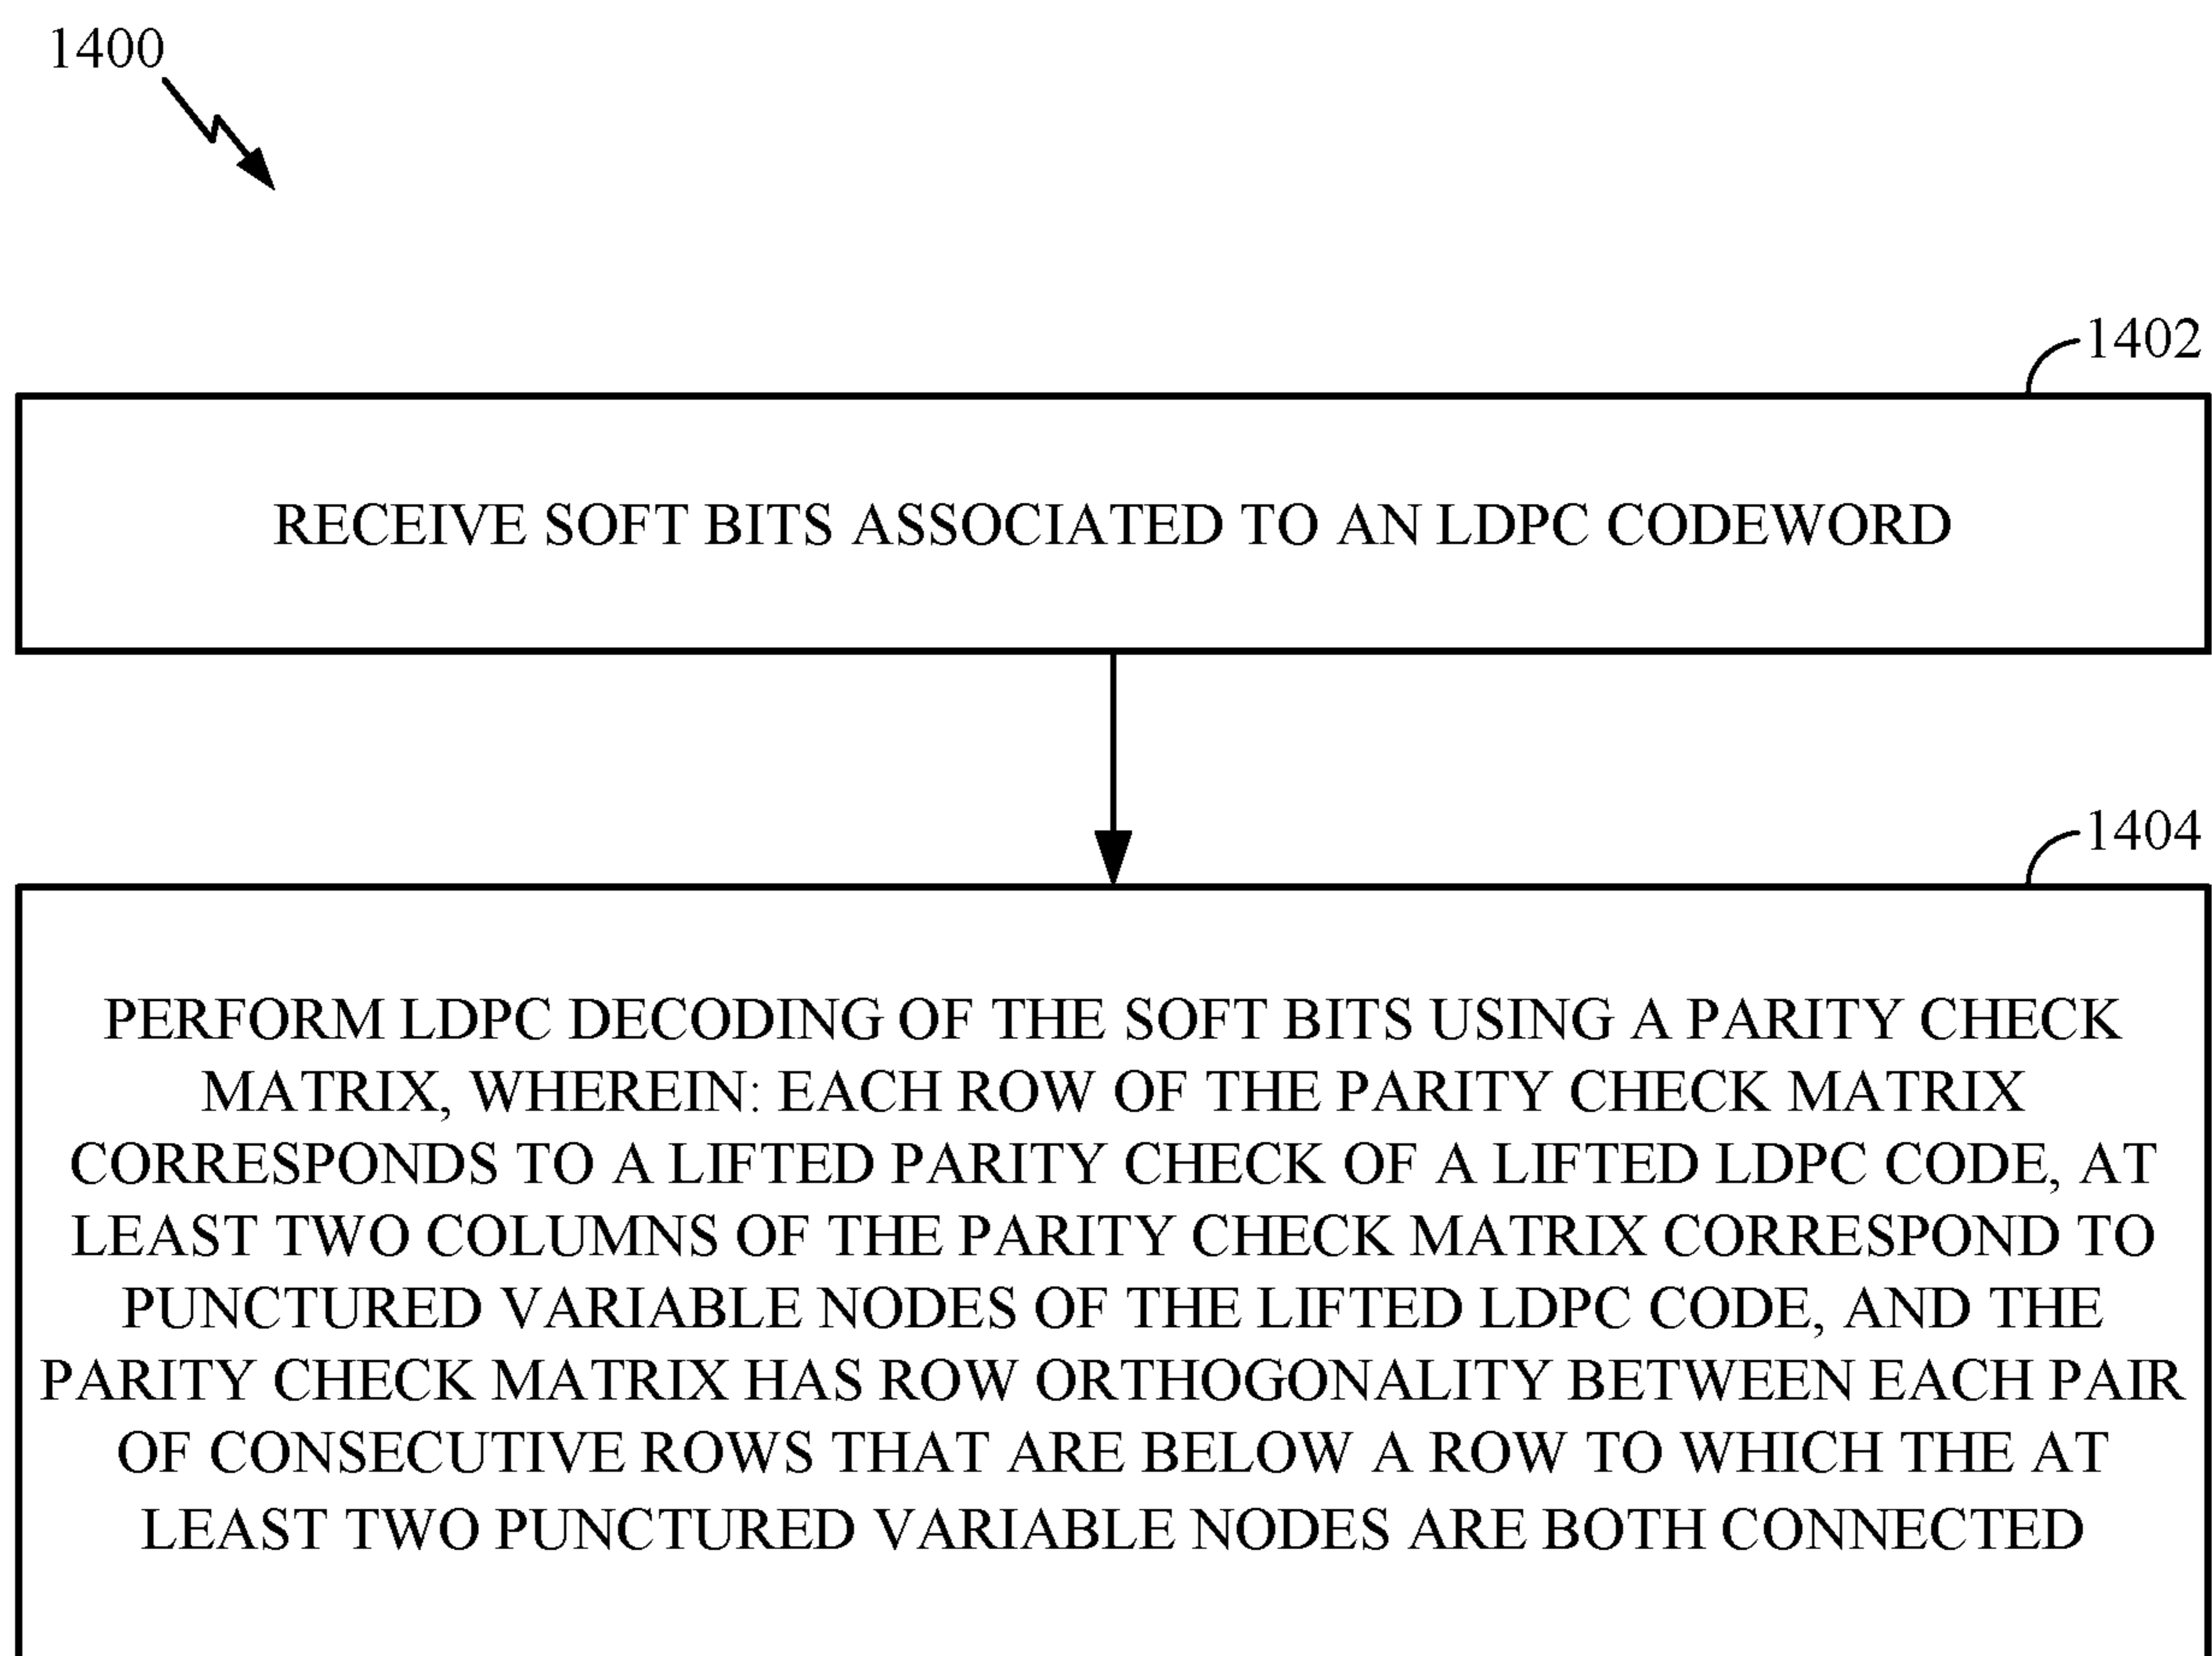 1400
1402
RECEIVE SOFT BITS ASSOCIATED TO AN LDPC CODEWORD
1404
PERFORM LDPC DECODING OF THE SOFT BITS USING A PARITY CHECK
MATRIX, WHEREIN: EACH ROW OF THE PARITY CHECK MATRIX
CORRESPONDS TO A LIFTED PARITY CHECK OF A LIFTED LDPC CODE, AT
LEAST TWO COLUMNS OF THE PARITY CHECK MATRIX CORRESPOND TO
PUNCTURED VARIABLE NODES OF THE LIFTED LDPC CODE, AND THE
PARITY CHECK MATRIX HAS ROW ORTHOGONALITY BETWEEN EACH PAIR
OF CONSECUTIVE ROWS THAT ARE BELOW A ROW TO WHICH THE AT
LEAST TWO PUNCTURED VARIABLE NODES ARE BOTH CONNECTED